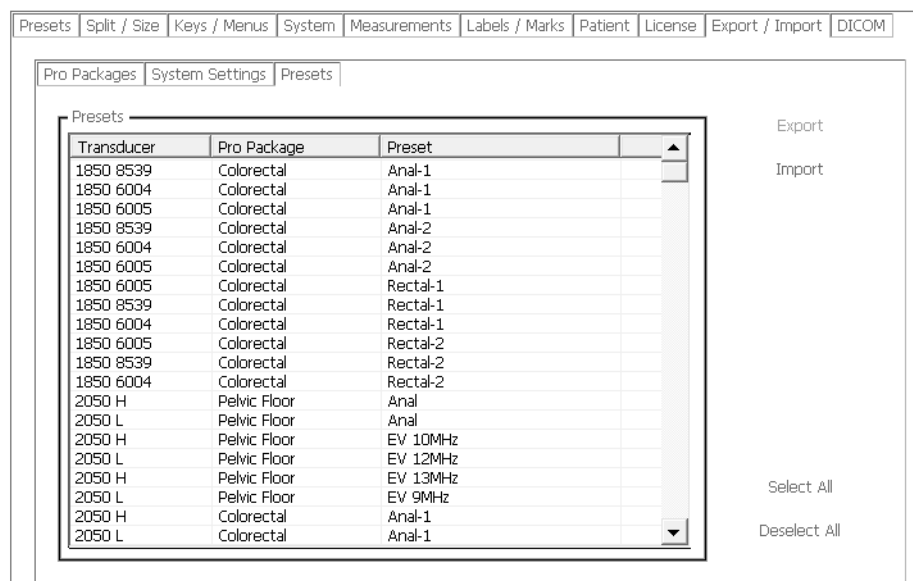 Presets Split / Size Keys / Menus System Measurements Labels / Marks Patient License Export / Import DICOM
Pro Packages System Settings Presets
Presets
Export
Import
Transducer Pro Package Preset
1850 8539 Colorectal Anal-1
1850 6004 Colorectal Anal-1
1850 6005 Colorectal Anal-1
1850 8539 Colorectal Anal-2
1850 6004 Colorectal Anal-2
1850 6005 Colorectal Anal-2
1850 6005 Colorectal Rectal-1
1850 8539 Colorectal Rectal-1
1850 6004 Colorectal Rectal-1
1850 6005 Colorectal Rectal-2
1850 8539 Colorectal Rectal-2
1850 6004 Colorectal Rectal-2
2050 H Pelvic Floor Anal
2050 L Pelvic Floor Anal
2050 H Pelvic Floor EV 10MHz
2050 L Pelvic Floor EV 12MHz
2050 H Pelvic Floor EV 13MHz
2050 L Pelvic Floor EV 9MHz
2050 H Colorectal Anal-1
2050 L Colorectal Anal-1
Select All
Deselect All